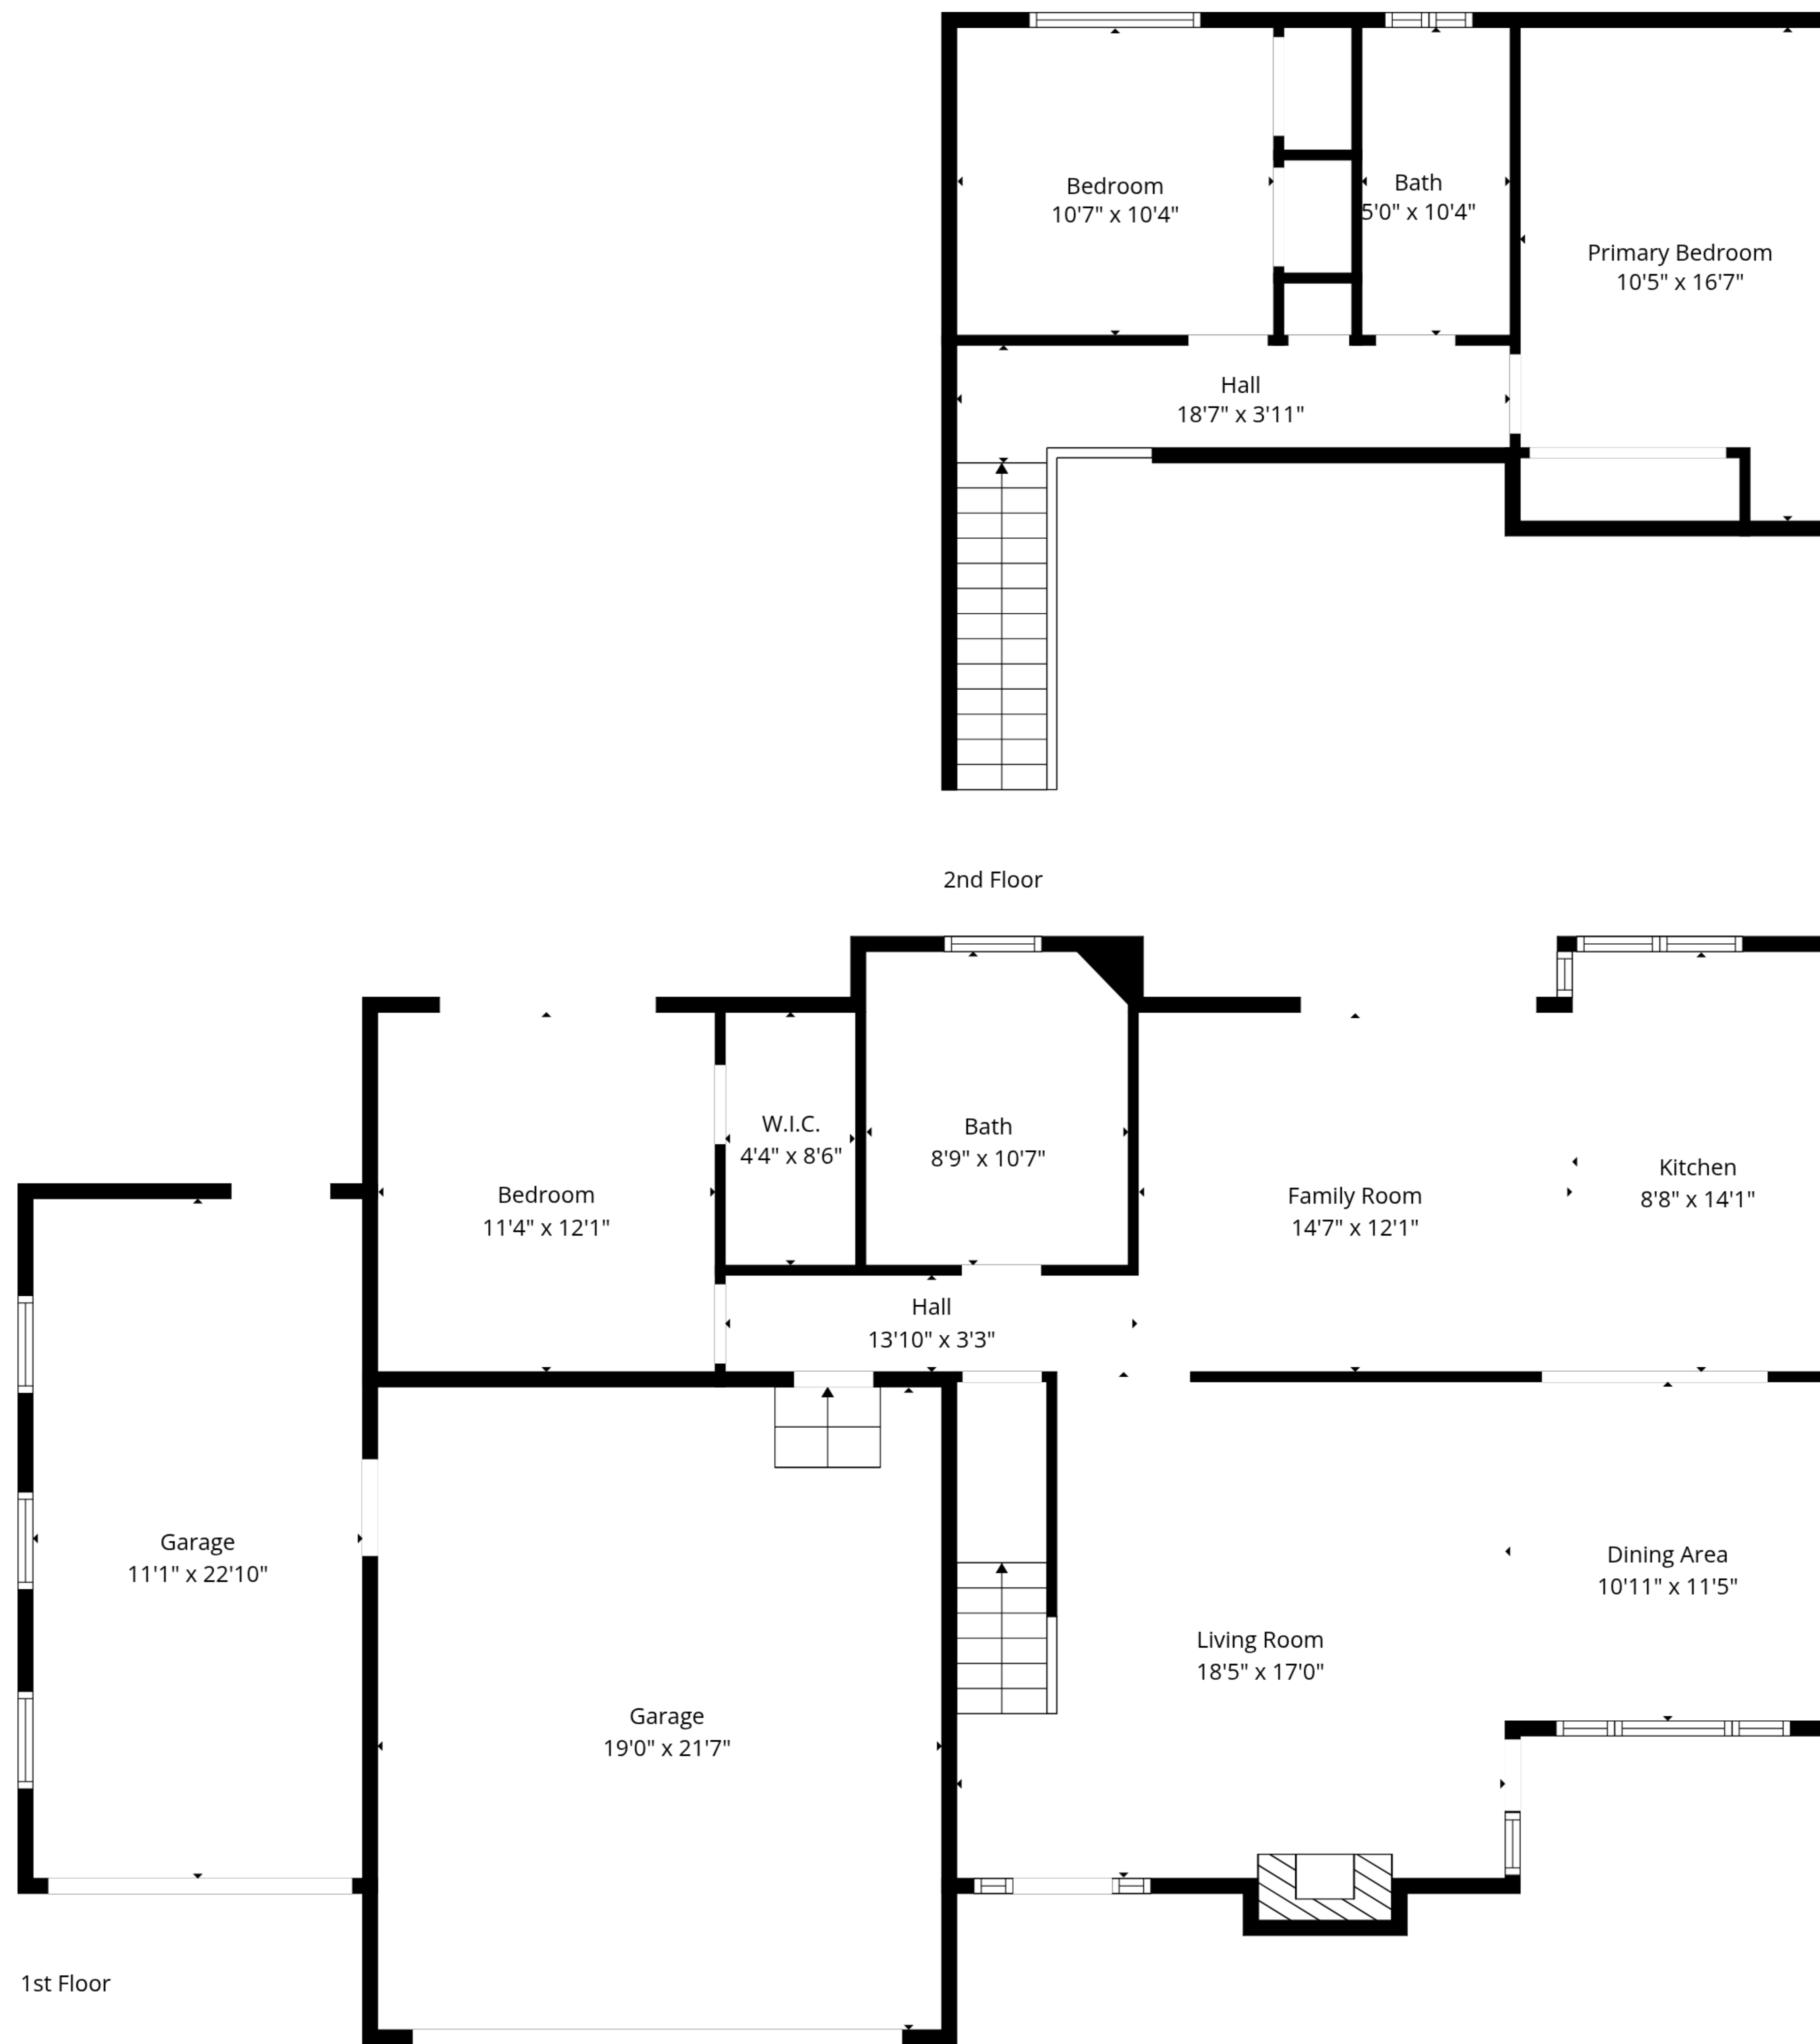 Bedroom
10'7" x 10'4"
Bath
5'0" x 10'4"
Primary Bedroom
10'5" x 16'7"
Hall
18'7" x 3'11"
2nd Floor
W.I.C.
4'4" x 8'6"
Bath
8'9" x 10'7"
Bedroom
11'4" x 12'1"
Family Room
14'7" x 12'1"
Kitchen
8'8" x 14'1"
Hall
13'10" x 3'3"
Garage
11'1" x 22'10"
Dining Area
10'11" x 11'5"
Living Room
18'5" x 17'0"
Garage
19'0" x 21'7"
1st Floor